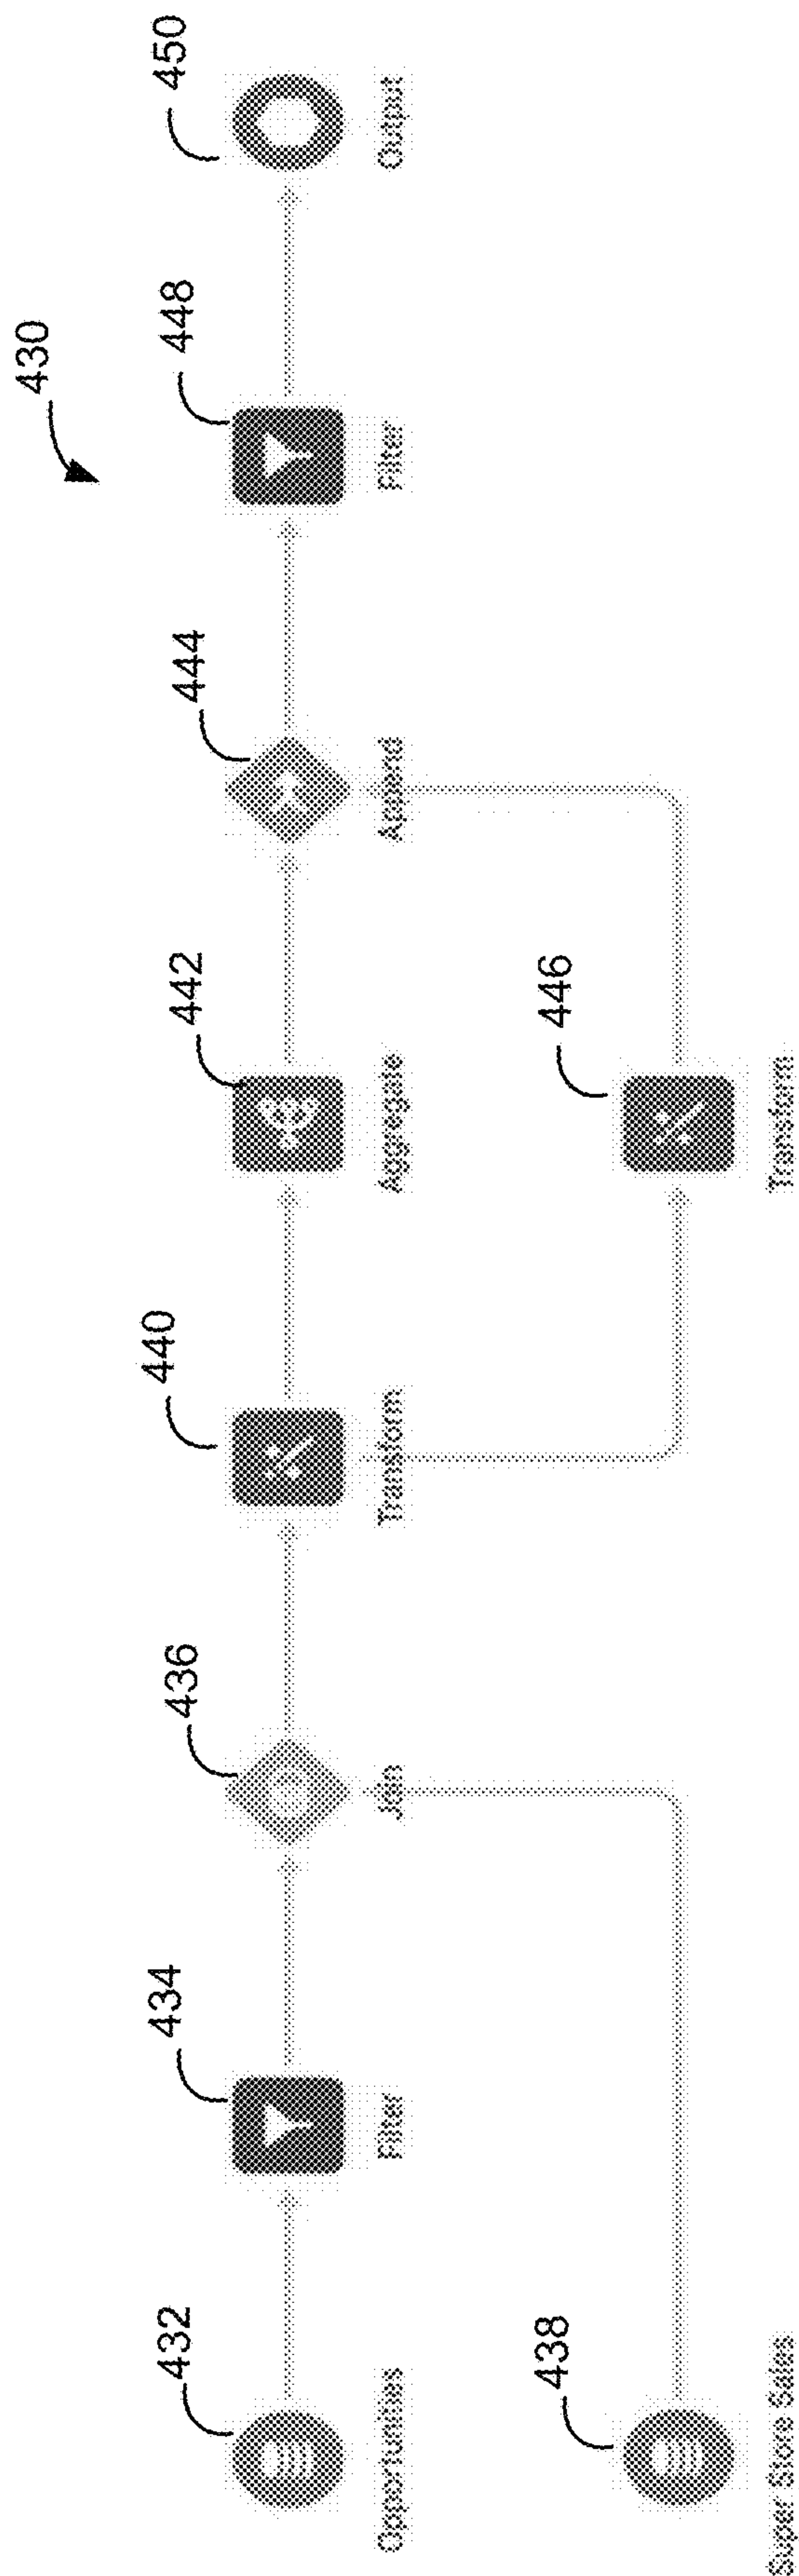 430
432
Opportunities
434
Filter
436
Join
440
Transform
442
Aggregate
444
Append
448
Filter
450
Output
438
Super Store Sales
446
Transform